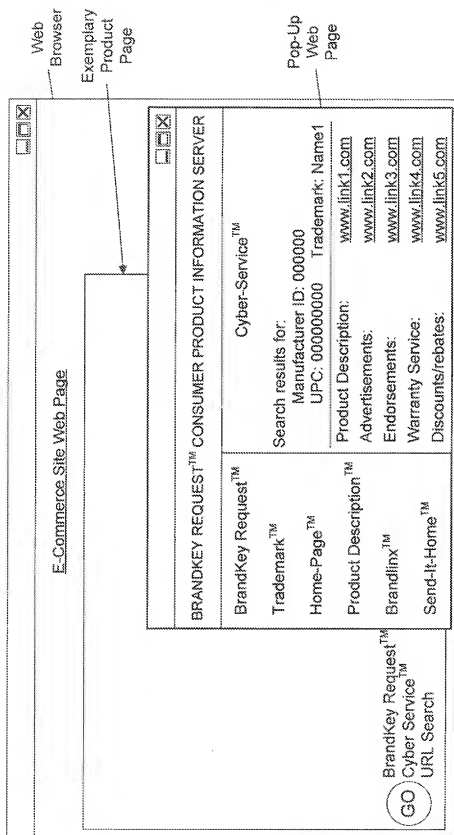 Web
Browser
Exemplary
Product
Page
Pop-Up
Web
Page
E-Commerce Site Web Page
BRANDKEY REQUEST™ CONSUMER PRODUCT INFORMATION SERVER
BrandKey Request™
Trademark™
Home-Page™
Product Description™
Brandlinx™
Send-It-Home™
Cyber-Service™
Search results for:
Manufacturer ID: 000000
UPC: 000000000 Trademark: Name1
Product Description: www.link1.com
Advertisements: www.link2.com
Endorsements: www.link3.com
Warranty Service: www.link4.com
Discounts/rebates: www.link5.com
GO
BrandKey Request™
Cyber Service™
URL Search